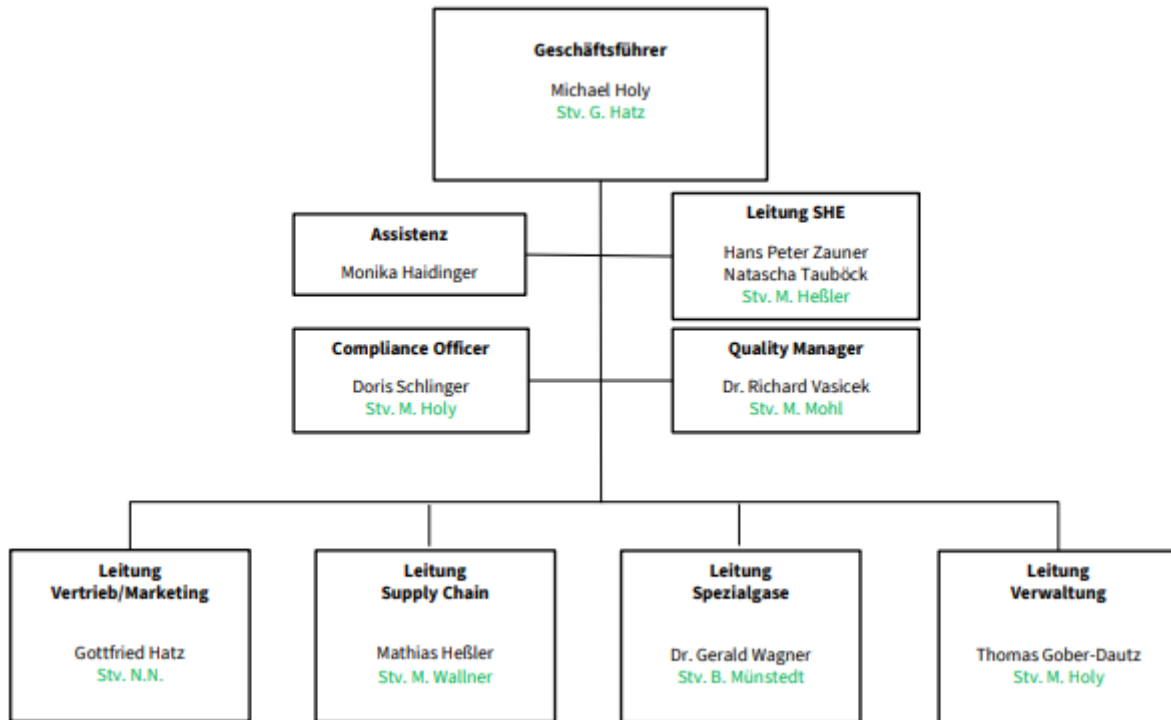 Geschäftsführer
Michael Holy
Stv. G. Hatz
Assistenz
Monika Haidinger
Leitung SHE
Hans Peter Zauner
Natascha Tauböck
Stv. M. Heßler
Compliance Officer
Doris Schlinger
Stv. M. Holy
Quality Manager
Dr. Richard Vasicek
Stv. M. Mohl
Leitung
Vertrieb/Marketing
Gottfried Hatz
Stv. N.N.
Leitung
Supply Chain
Mathias Heßler
Stv. M. Wallner
Leitung
Spezialgase
Dr. Gerald Wagner
Stv. B. Münstedt
Leitung
Verwaltung
Thomas Gober-Dautz
Stv. M. Holy